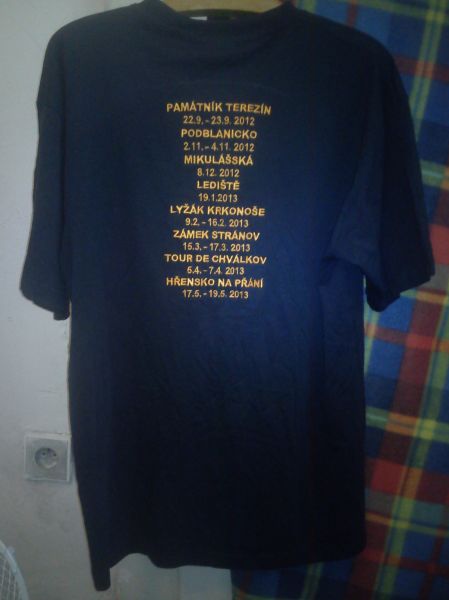 PAMÁTNÍK TEREZÍN
22.9. - 23.9. 2012
PODBLANICKO
2.11. - 4.11. 2012
MIKULÁŠSKÁ
8.12. 2012
LEDIŠTĚ
19.1.2013
LYŽÁK KRKONOŠE
9.2. - 16.2. 2013
ZÁMEK STRÁNOV
15.3. - 17.3. 2013
TOUR DE CHVÁLKOV
5.4. - 7.4. 2013
HŘENSKO NA PŘÁNÍ
17.5. - 19.5. 2013